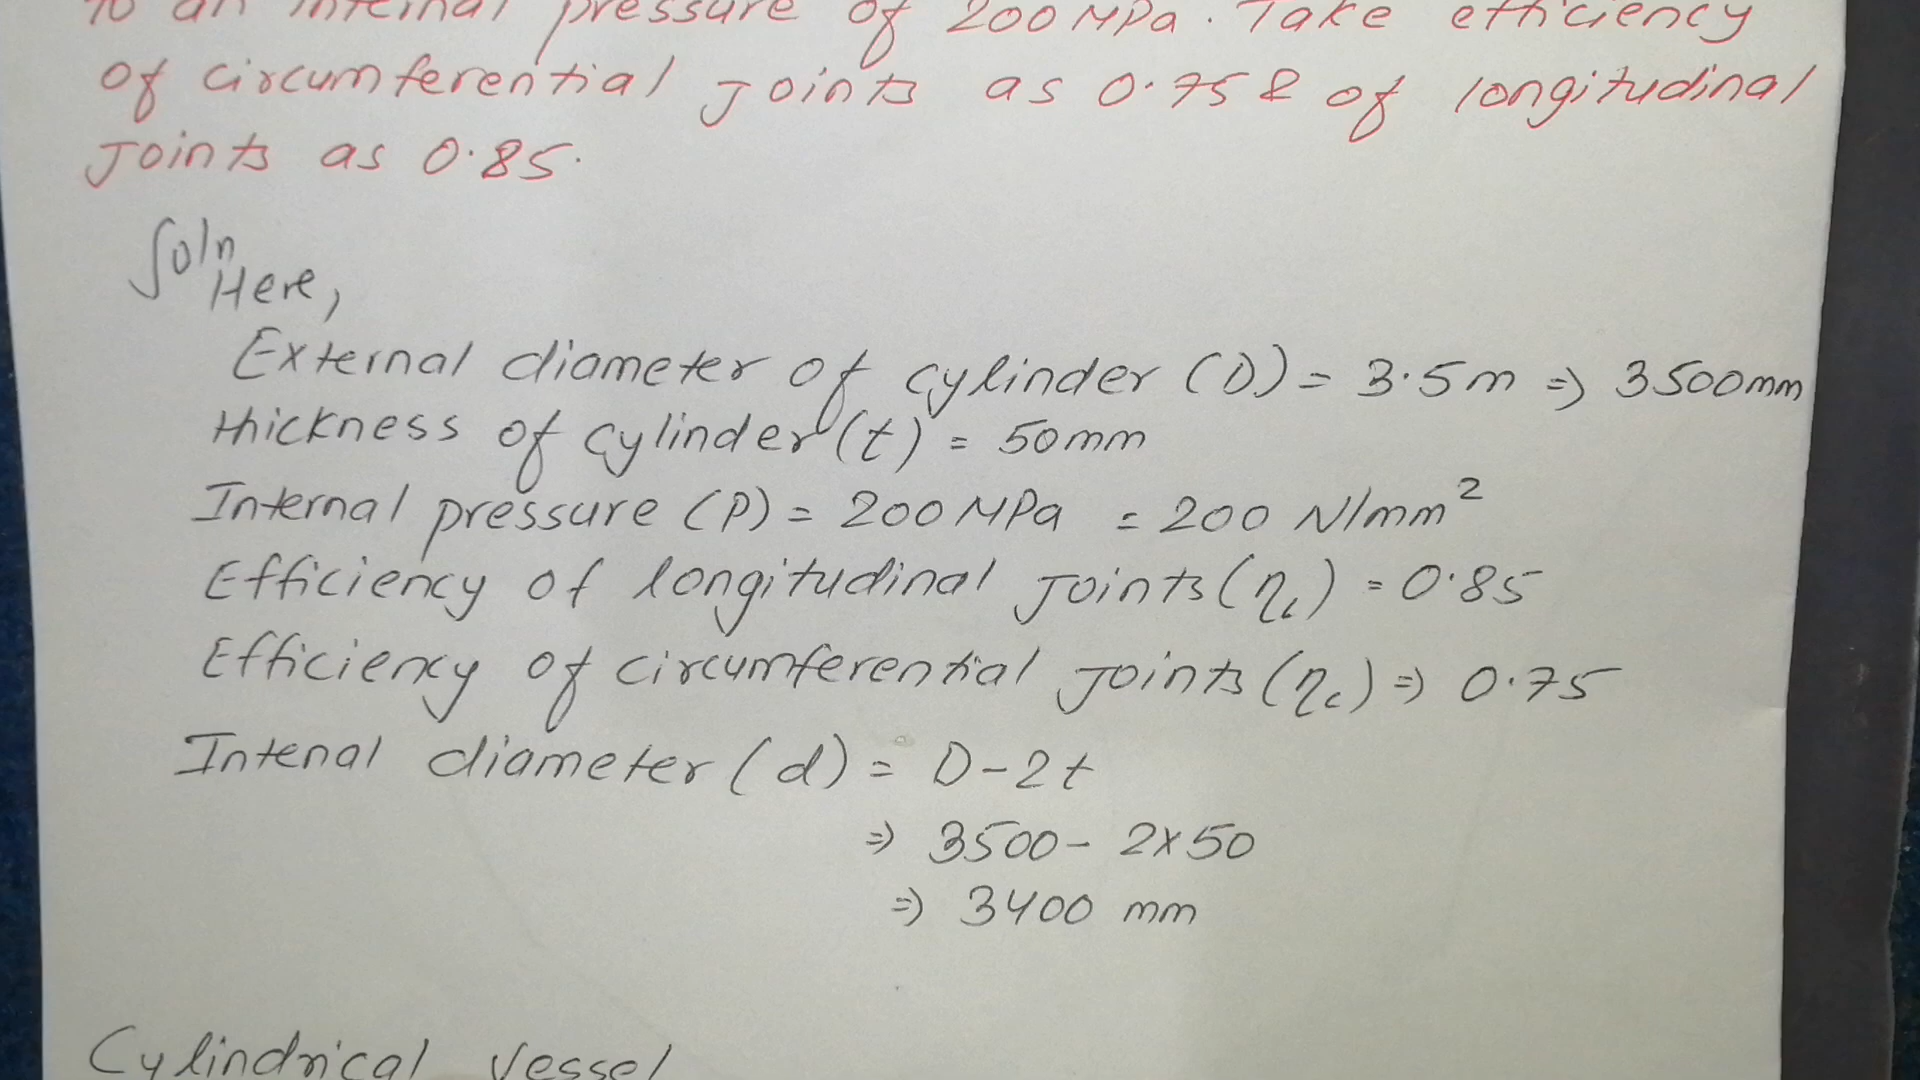 to an internal pressure of 200 MPa. Take efficiency
of circumferential joints as 0.75 & of longitudinal
joints as 0.85.
Soln
Here,
External diameter of cylinder (D) = 3.5m => 3500mm
thickness of cylinder (t) = 50mm
Internal pressure (P) = 200 MPa = 200 N/mm²
Efficiency of longitudinal joints (ηL) = 0.85
Efficiency of circumferential joints (ηc) => 0.75
Intenal diameter (d) = D-2t
=> 3500 - 2x50
=> 3400 mm
Cylindrical vessel